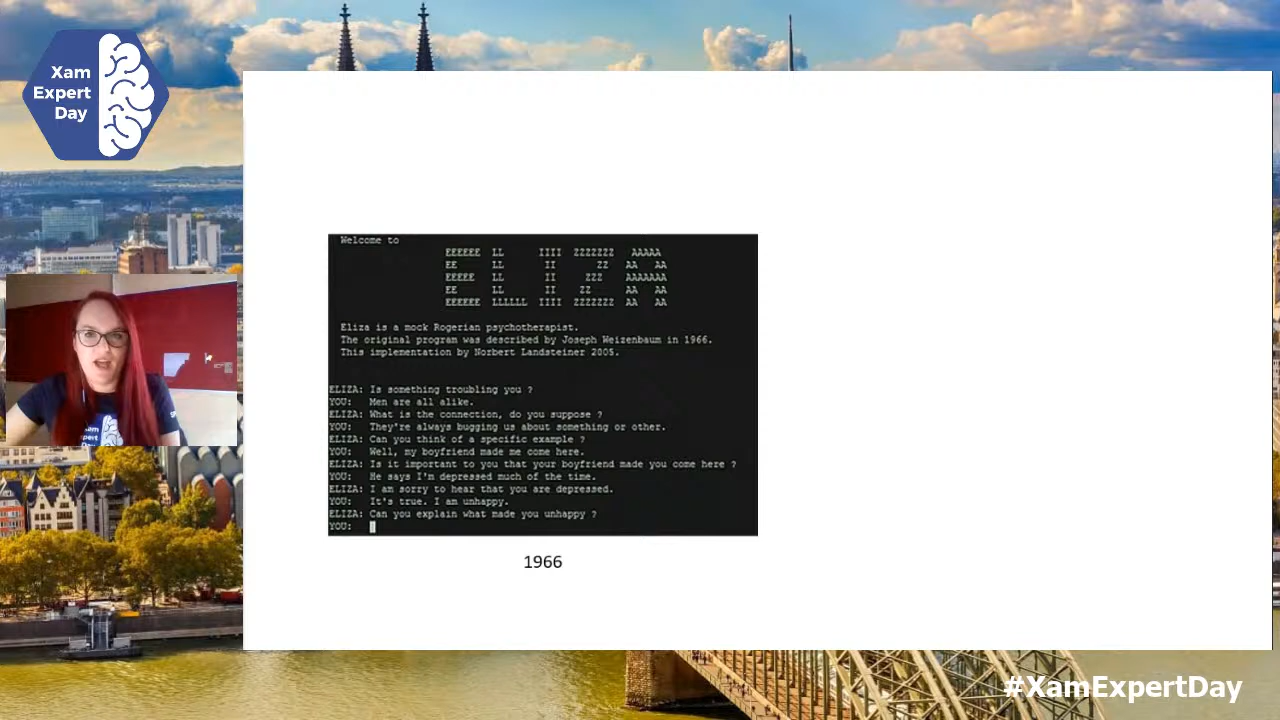 Xam
Expert
Day
Welcome to
EEEEEE LL IIII ZZZZZZZ AAAAA
EE LL II ZZ AA AA
EEEEE LL II ZZZ AAAAAAA
EE LL II ZZ AA AA
EEEEEE LLLLLL IIII ZZZZZZZ AA AA
Eliza is a mock Rogerian psychotherapist.
The original program was described by Joseph Weizenbaum in 1966.
This implementation by Norbert Landsteiner 2005.
ELIZA: Is something troubling you ?
YOU: Men are all alike.
ELIZA: What is the connection, do you suppose ?
YOU: They're always bugging us about something or other.
ELIZA: Can you think of a specific example ?
YOU: Well, my boyfriend made me come here.
ELIZA: Is it important to you that your boyfriend made you come here ?
YOU: He says I'm depressed much of the time.
ELIZA: I am sorry to hear that you are depressed.
YOU: It's true. I am unhappy.
ELIZA: Can you explain what made you unhappy ?
YOU:
1966
#XamExpertDay